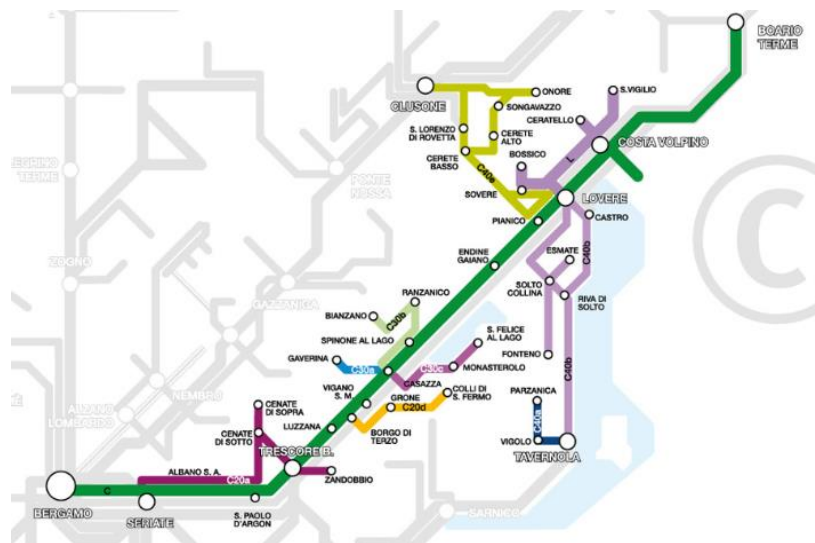 BOARIO
TERME
ONORE
S.VIGILIO
CLUSONE
SONGAVAZZO
CERATELLO
S. LORENZO
DI ROVETTA
CERETE
ALTO
COSTA VOLPINO
CERETE
BASSO
BOSSICO
L
TERME
PONTE
NOSSA
C40e
SOVERE
LOVERE
PIANICO
CASTRO
ENDINE
GAIANO
ESMATE
C40b
GAZZANICA
RANZANICO
SOLTO
COLLINA
RIVA DI
SOLTO
BIANZANO
C30b
SPINONE AL LAGO
S. FELICE
AL LAGO
FONTENO
GAVERINA
C30a
C30c
MONASTEROLO
C40b
CASAZZA
NEMBRO
VIGANO
S. M.
GRONE
COLLI DI
S. FERMO
PARZANICA
ALZANO
LOMBARDO
CENATE
DI SOPRA
C20d
C40a
LUZZANA
CENATE
DI SOTTO
BORGO DI
TERZO
VIGOLO
TRESCORE B.
TAVERNOLA
ALBANO S. A.
C20a
ZANDOBBIO
C
BERGAMO
SERIATE
S. PAOLO
D'ARGON
SARNICO
©